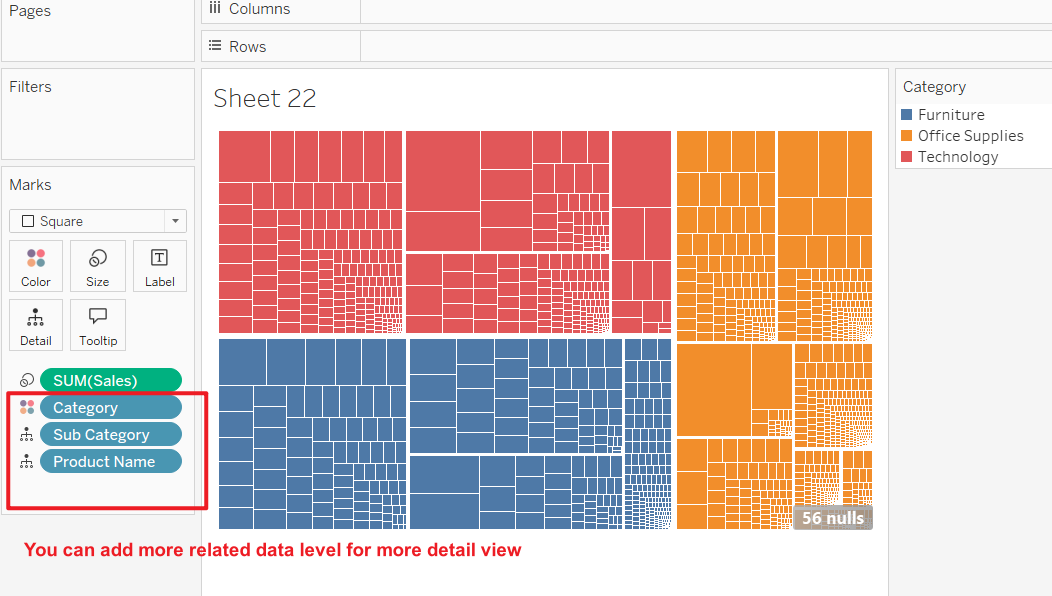 Pages
Columns
Rows
Filters
Sheet 22
Category
Furniture
Office Supplies
Technology
Marks
Square
Color
Size
Label
Detail
Tooltip
SUM(Sales)
Category
Sub Category
Product Name
56 nulls
You can add more related data level for more detail view